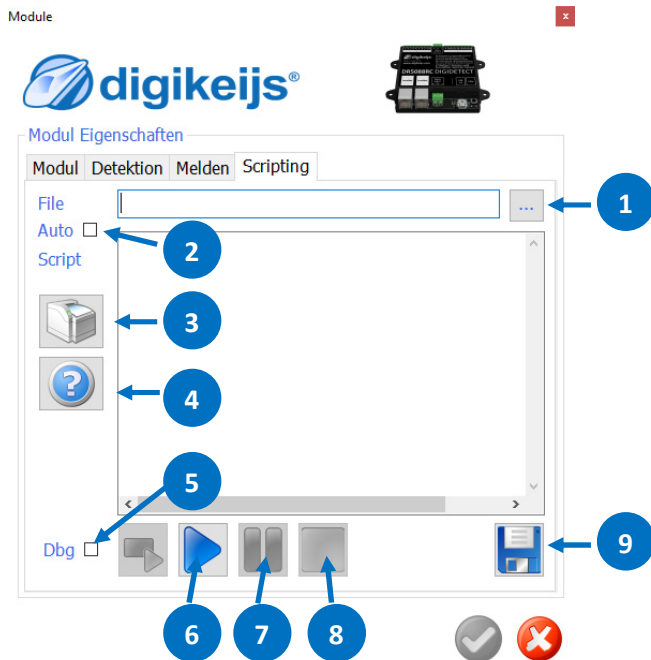 Module
x
digikeijs®
digikeijs
DR5088RC DIGIDETECT
Modul Eigenschaften
Modul Detektion Melden Scripting
File
...
1
Auto
2
Script
3
?
4
5
Dbg
9
6 7 8